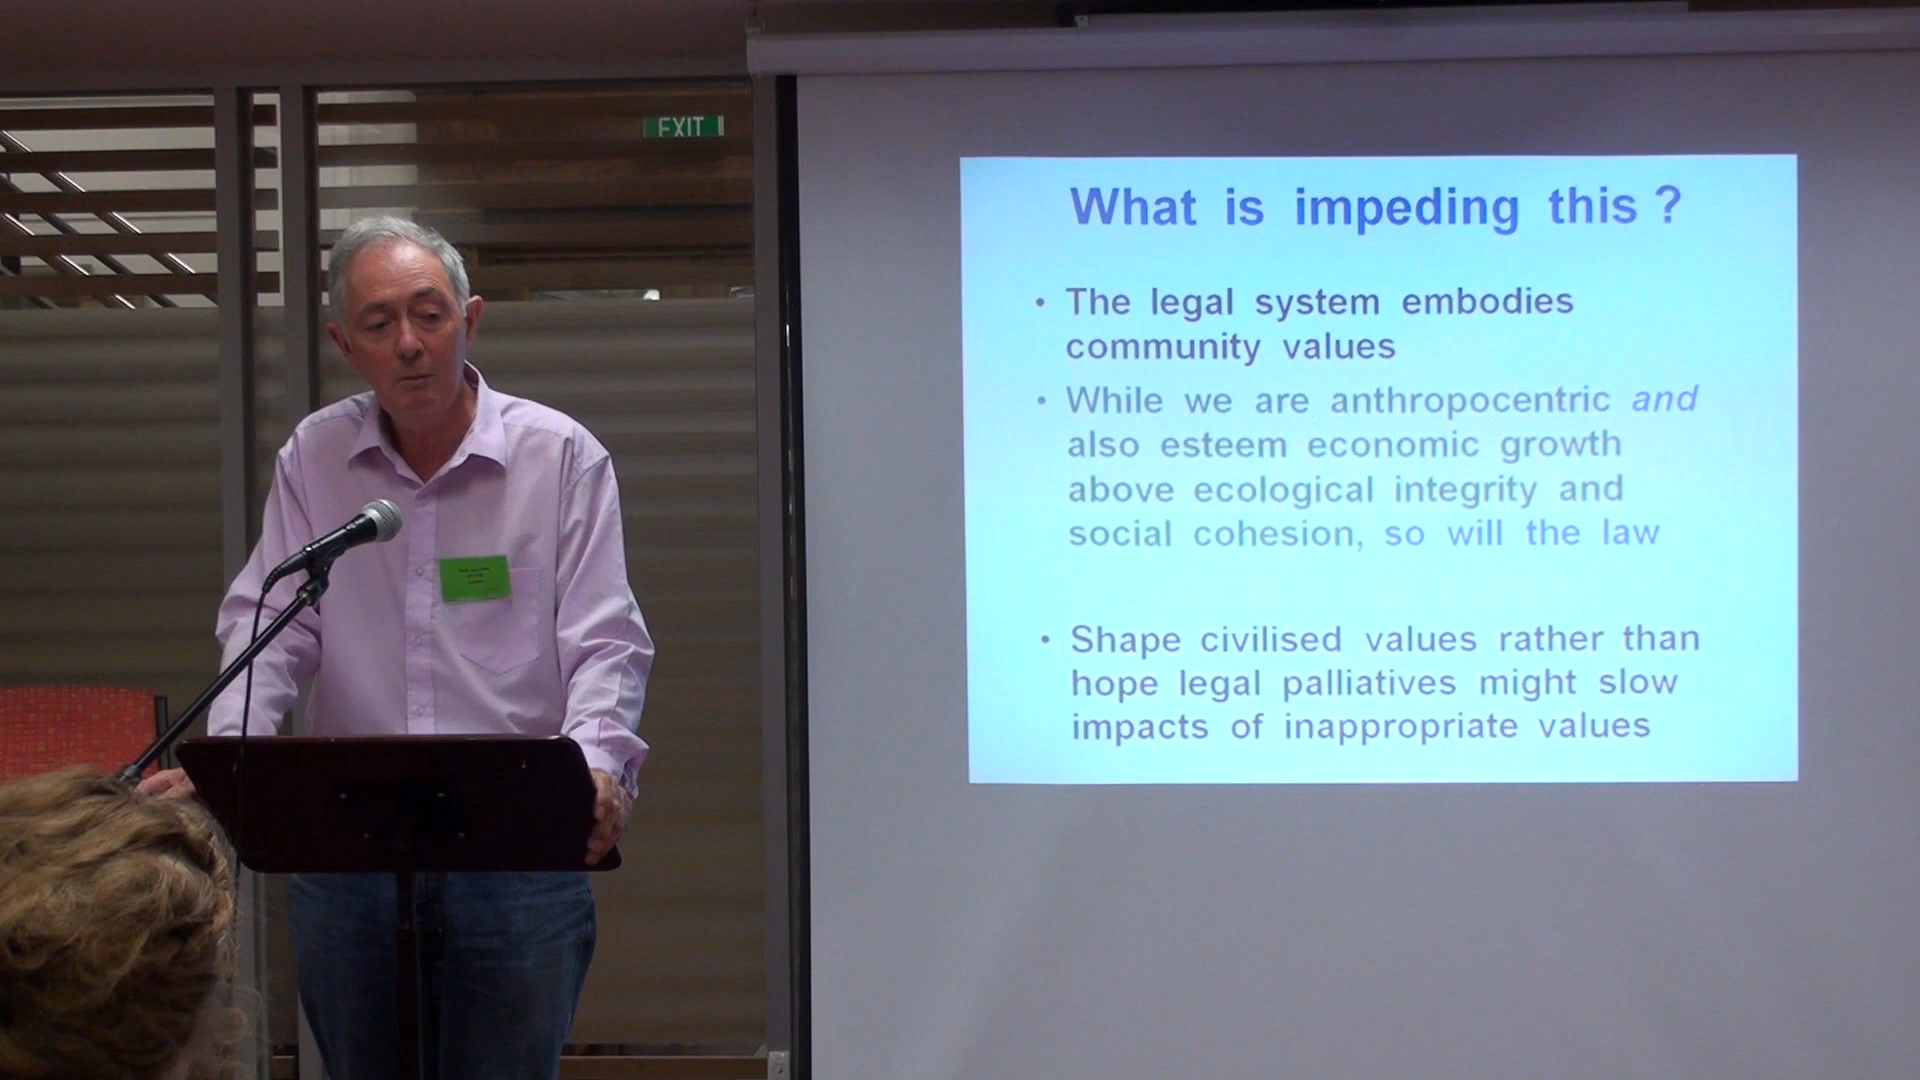 EXIT
What is impeding this ?
• The legal system embodies
community values
• While we are anthropocentric and
also esteem economic growth
above ecological integrity and
social cohesion, so will the law
• Shape civilised values rather than
hope legal palliatives might slow
impacts of inappropriate values